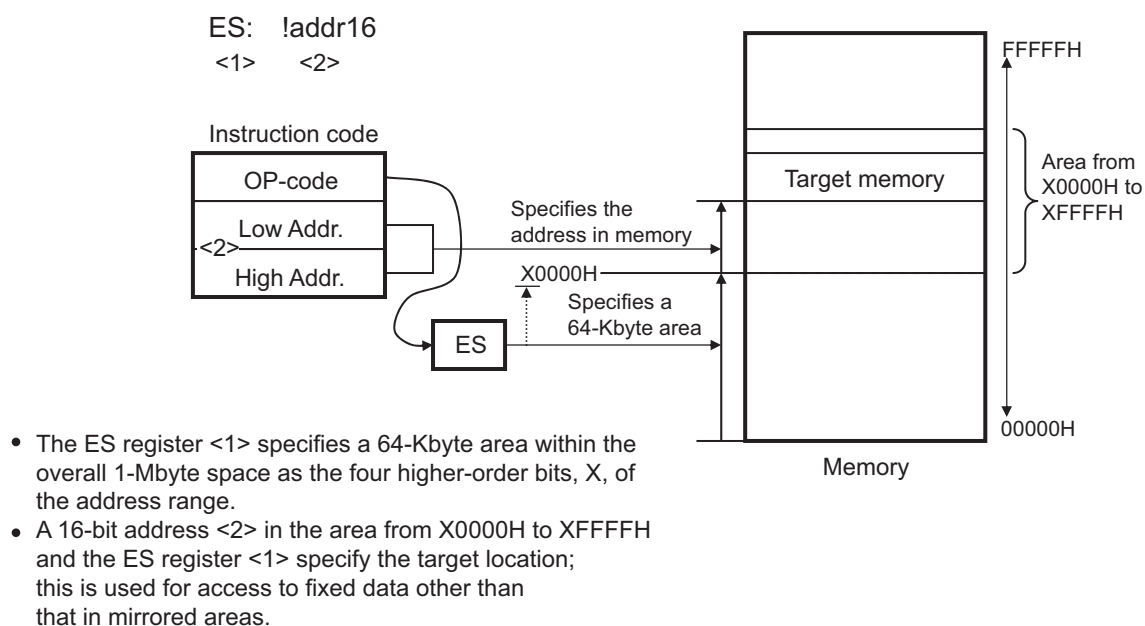 ES: !addr16
<1> <2>
Instruction code
OP-code
Low Addr.
<2>
High Addr.
ES
Specifies the
address in memory
X0000H
Specifies a
64-Kbyte area
FFFFFH
Target memory
Area from
X0000H to
XFFFFH
00000H
Memory
• The ES register <1> specifies a 64-Kbyte area within the
overall 1-Mbyte space as the four higher-order bits, X, of
the address range.
• A 16-bit address <2> in the area from X0000H to XFFFFH
and the ES register <1> specify the target location;
this is used for access to fixed data other than
that in mirrored areas.